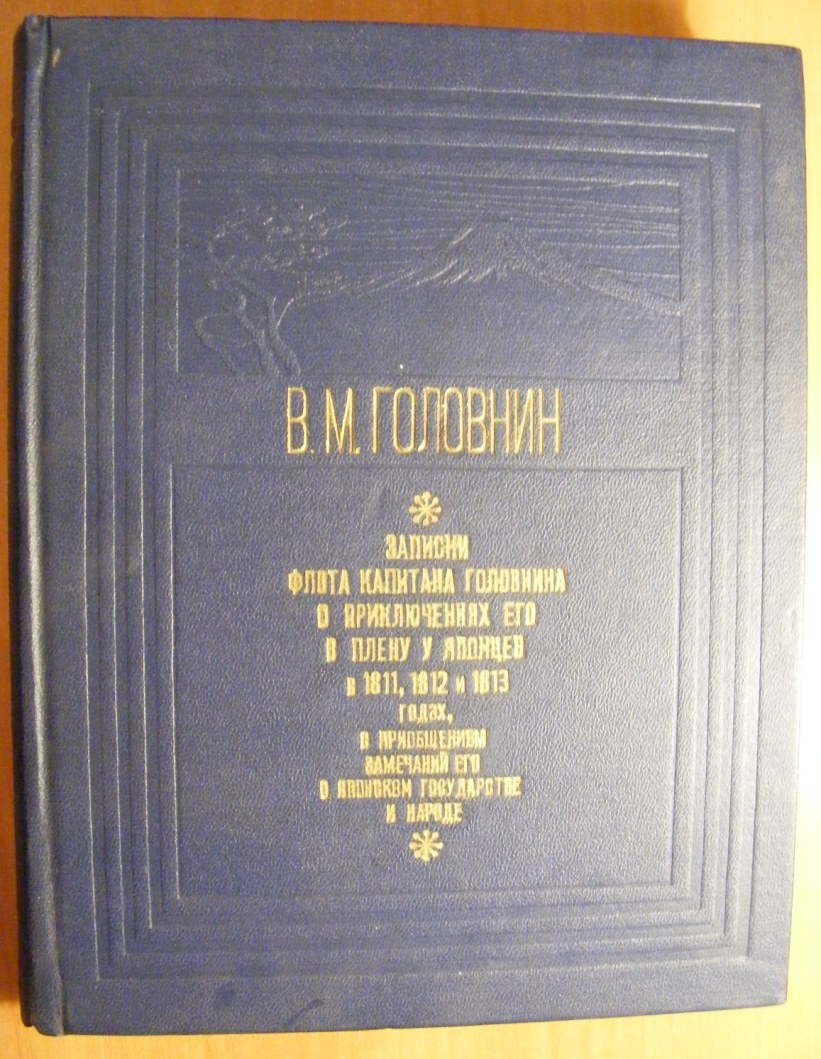 В. М. ГОЛОВНИН
ЗАПИСКИ
ФЛОТА КАПИТАНА ГОЛОВНИНА
О ПРИКЛЮЧЕНИЯХ ЕГО
В ПЛЕНУ У ЯПОНЦЕВ
в 1811, 1812 и 1813
годах,
С ПРИОБЩЕНИЕМ
ЗАМЕЧАНИЙ ЕГО
О ЯПОНСКОМ ГОСУДАРСТВЕ
И НАРОДЕ